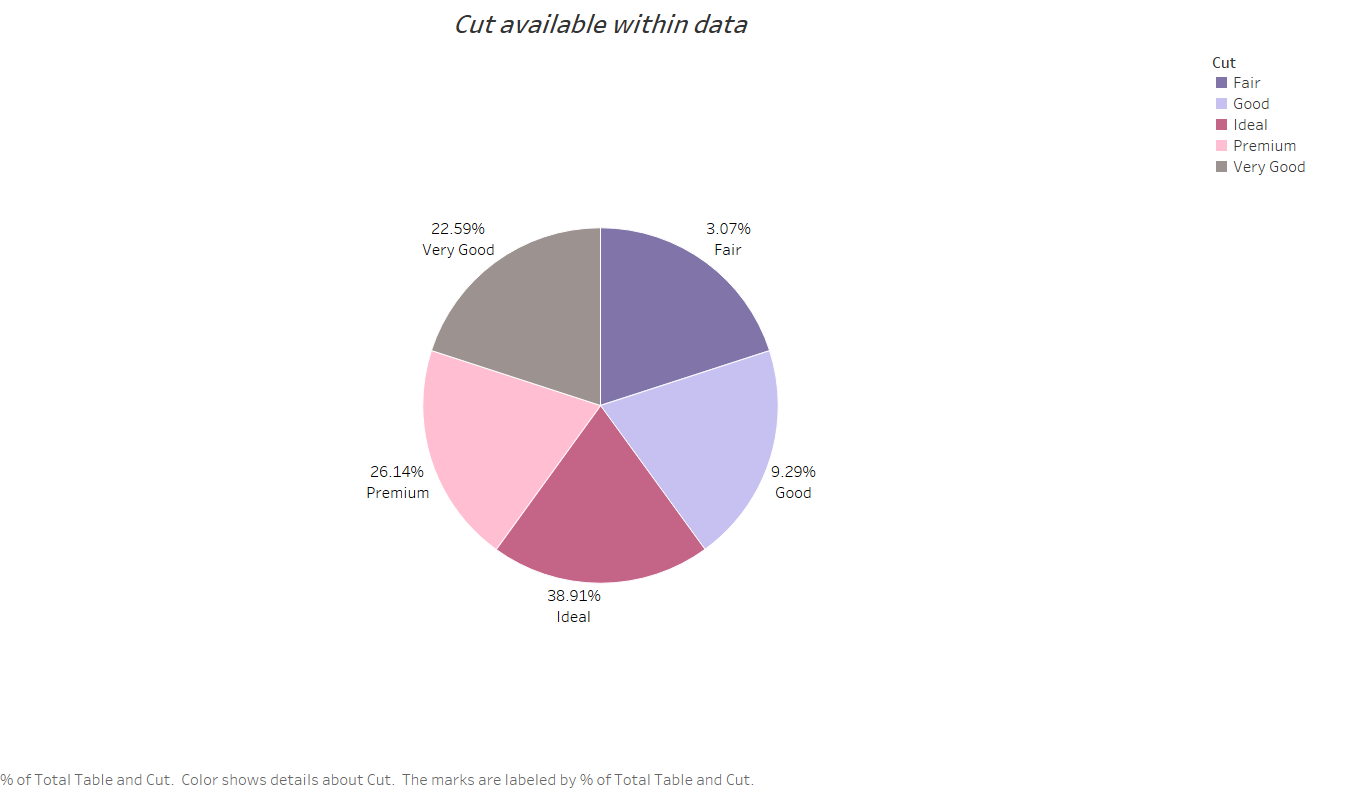 Cut available within data
Cut
Fair
Good
Ideal
Premium
Very Good
22.59%
Very Good
3.07%
Fair
26.14%
Premium
9.29%
Good
38.91%
Ideal
% of Total Table and Cut.  Color shows details about Cut.  The marks are labeled by % of Total Table and Cut.